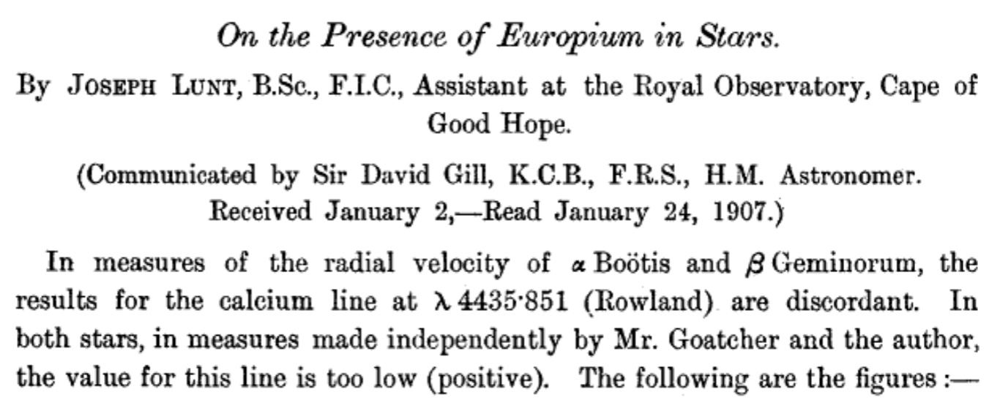 On the Presence of Europium in Stars.
By JOSEPH LUNT, B.Sc., F.I.C., Assistant at the Royal Observatory, Cape of
Good Hope.
(Communicated by Sir David Gill, K.C.B., F.R.S., H.M. Astronomer.
Received January 2,—Read January 24, 1907.)
In measures of the radial velocity of α Boötis and β Geminorum, the
results for the calcium line at λ 4435·851 (Rowland) are discordant. In
both stars, in measures made independently by Mr. Goatcher and the author,
the value for this line is too low (positive). The following are the figures :—